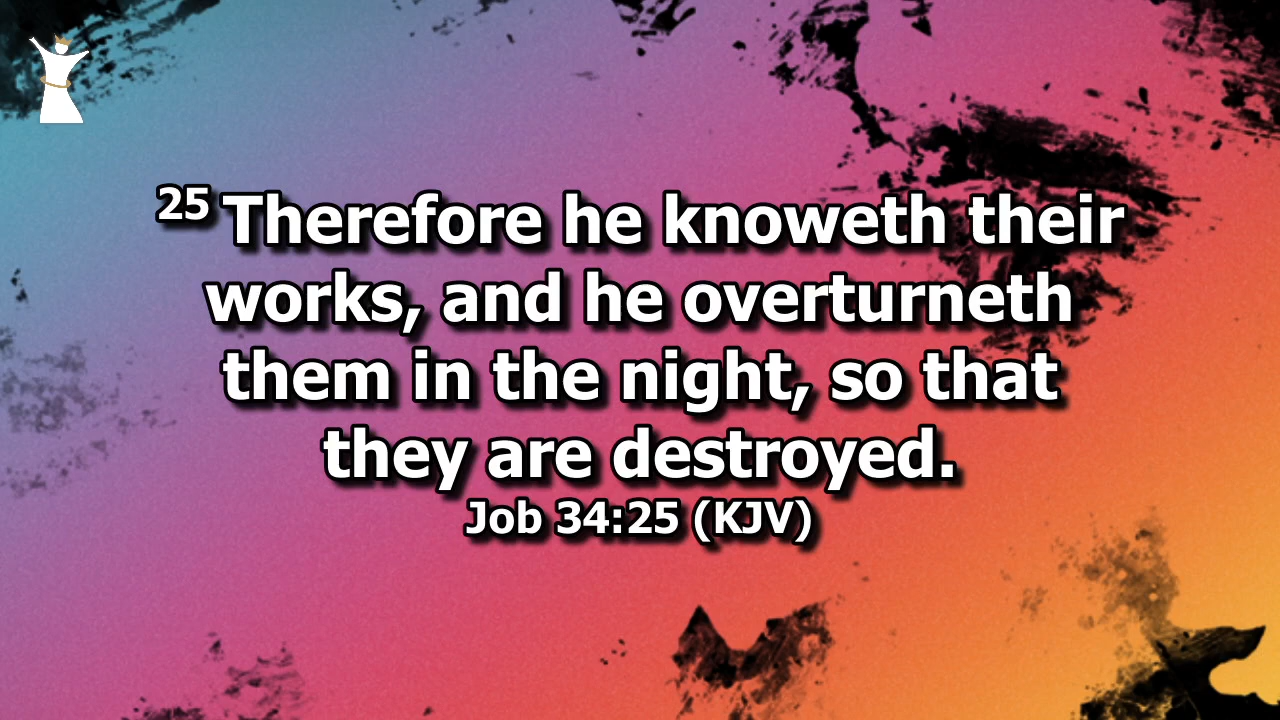 25 Therefore he knoweth their
works, and he overturneth
them in the night, so that
they are destroyed.
Job 34:25 (KJV)